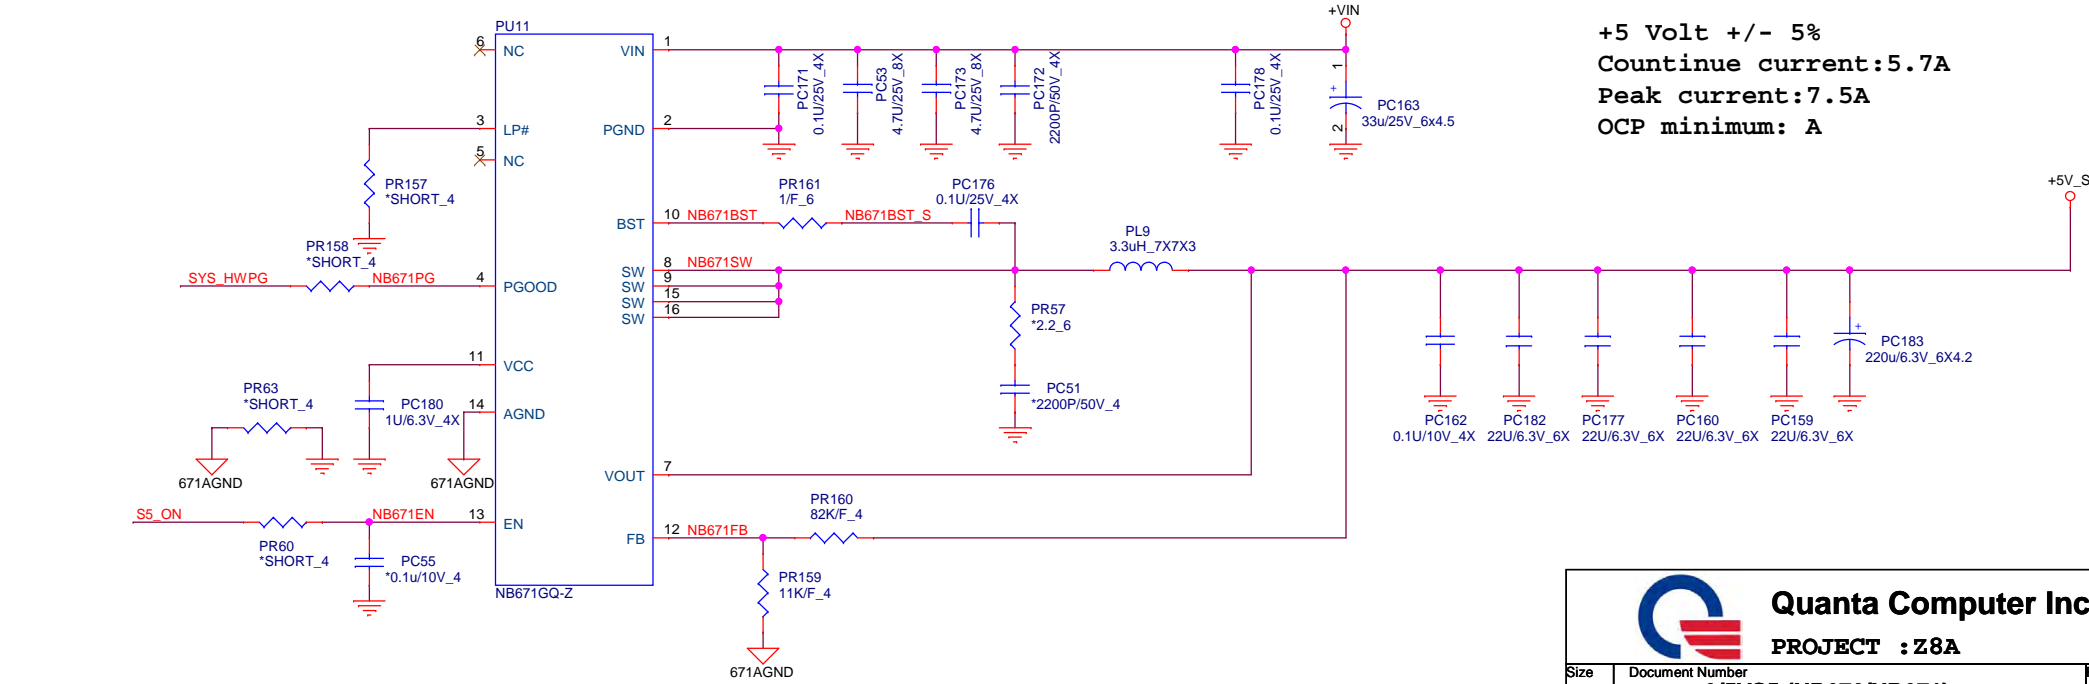 +VIN
+5 Volt +/- 5%
Countinue current:5.7A
Peak current:7.5A
OCP minimum: A
PU11
6 NC
VIN 1
PC171
0.1U/25V_4X
PC53
4.7U/25V_8X
PC173
4.7U/25V_8X
PC172
2200P/50V_4X
PC178
0.1U/25V_4X
1
+
2
PC163
33u/25V_6x4.5
3 LP#
PGND 2
5 NC
PR157
*SHORT_4
PR161
1/F_6
PC176
0.1U/25V_4X
BST 10 NB671BST
NB671BST_S
+5V_S
PR158
*SHORT_4
SYS_HWPG
NB671PG
4 PGOOD
SW 8 NB671SW
SW 9
SW 15
SW 16
PL9
3.3uH_7X7X3
PR57
*2.2_6
PC51
*2200P/50V_4
11 VCC
PC180
1U/6.3V_4X
14 AGND
PR63
*SHORT_4
671AGND
671AGND
+
PC183
220u/6.3V_6X4.2
PC162
0.1U/10V_4X
PC182
22U/6.3V_6X
PC177
22U/6.3V_6X
PC160
22U/6.3V_6X
PC159
22U/6.3V_6X
VOUT 7
S5_ON
NB671EN
13 EN
PR60
*SHORT_4
PC55
*0.1u/10V_4
FB 12 NB671FB
PR160
82K/F_4
PR159
11K/F_4
671AGND
NB671GQ-Z
Quanta Computer Inc
PROJECT :Z8A
Size
Document Number